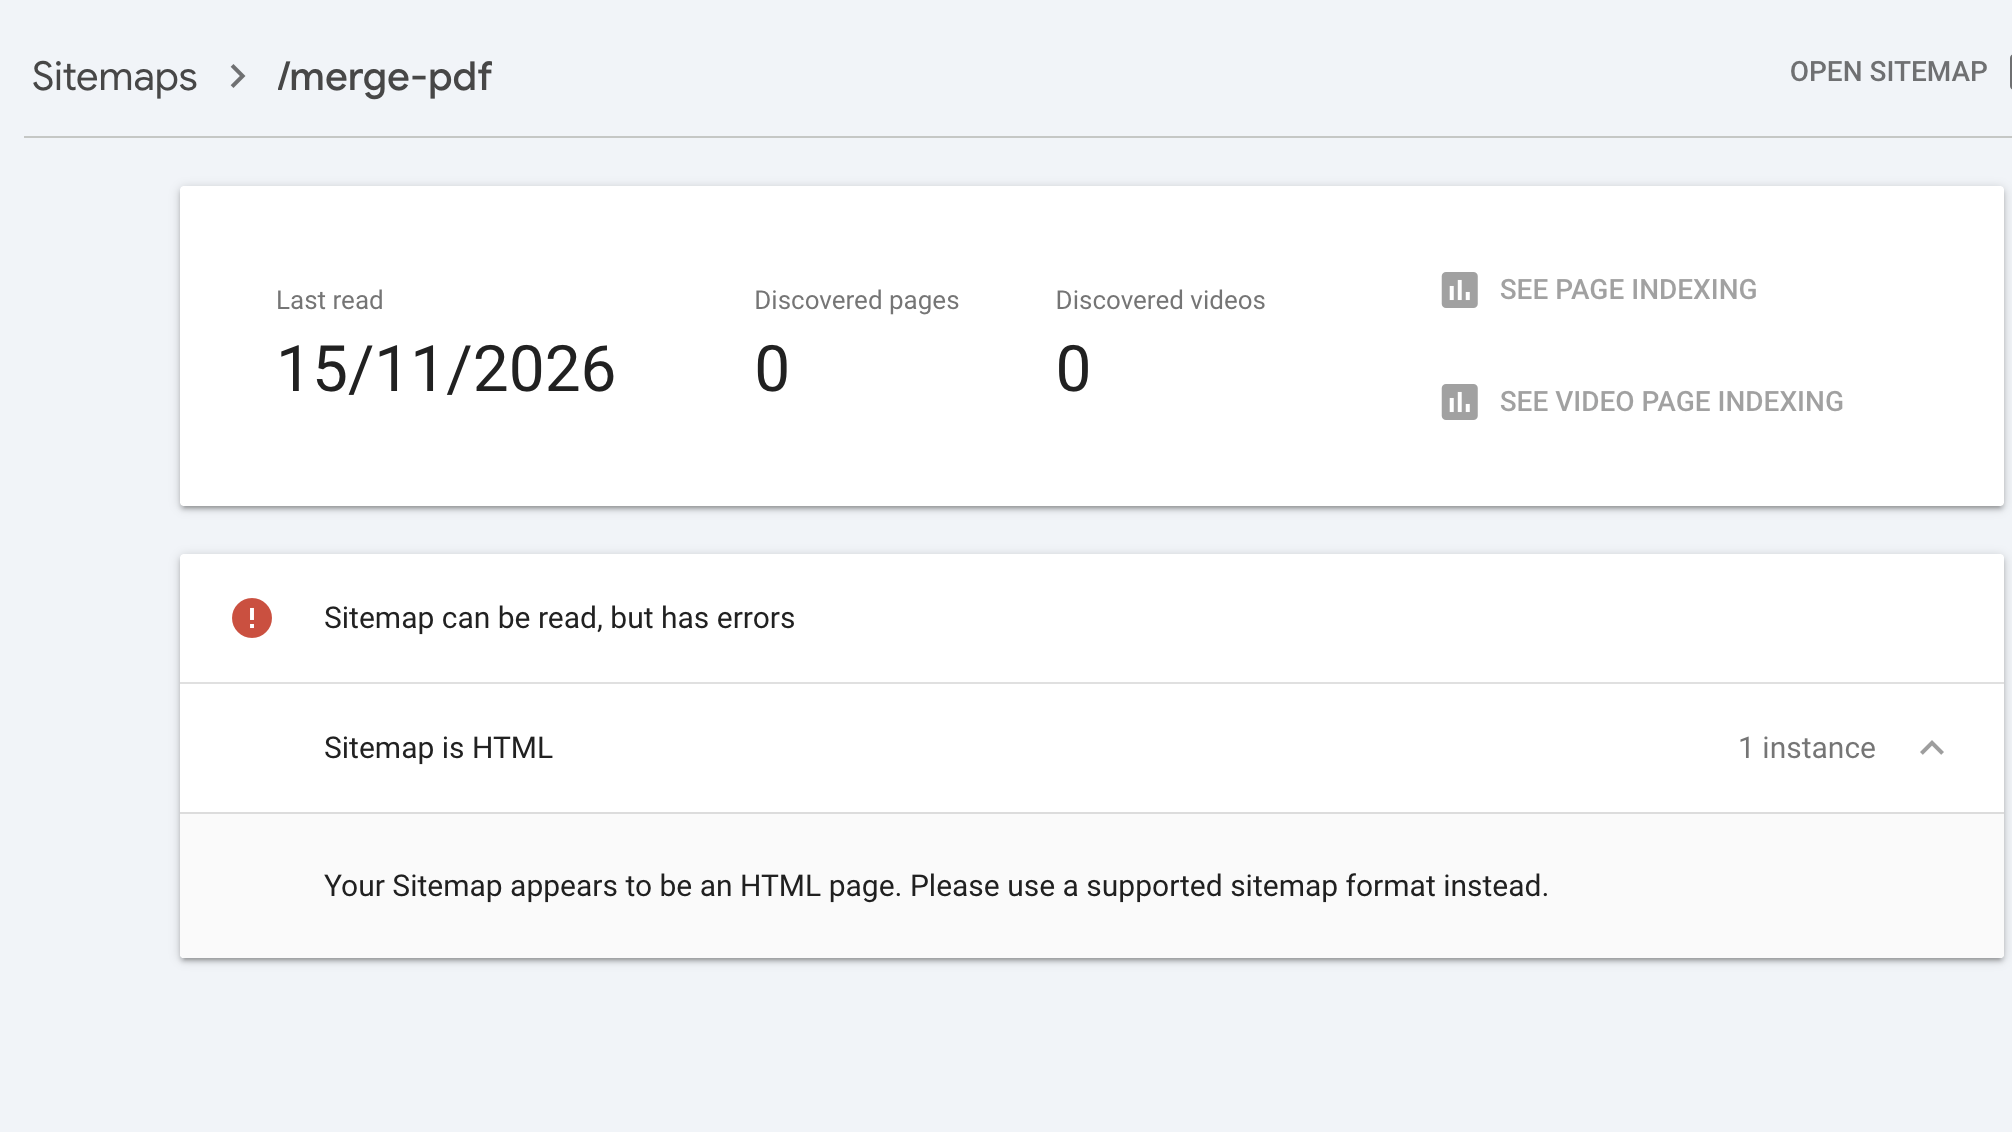 Sitemaps > /merge-pdf
OPEN SITEMAP
Last read
15/11/2026
Discovered pages
0
Discovered videos
0
SEE PAGE INDEXING
SEE VIDEO PAGE INDEXING
Sitemap can be read, but has errors
Sitemap is HTML
1 instance
Your Sitemap appears to be an HTML page. Please use a supported sitemap format instead.